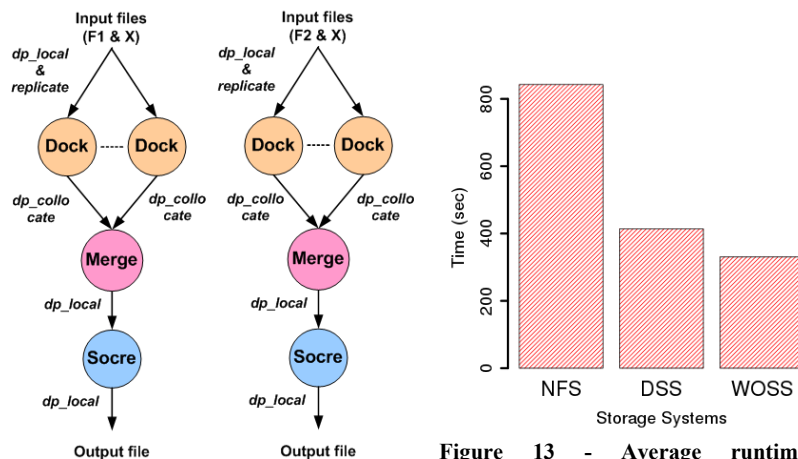 Input files
(F1 & X)
dp_local
&
replicate
Dock
Dock
dp_collo
cate
dp_collo
cate
Merge
dp_local
Socre
dp_local
Output file
Input files
(F2 & X)
dp_local
&
replicate
Dock
Dock
dp_collo
cate
dp_collo
cate
Merge
dp_local
Socre
dp_local
Output file
Time (sec)
800
600
400
200
0
NFS
DSS
WOSS
Storage Systems
Figure 13 - Average runtim